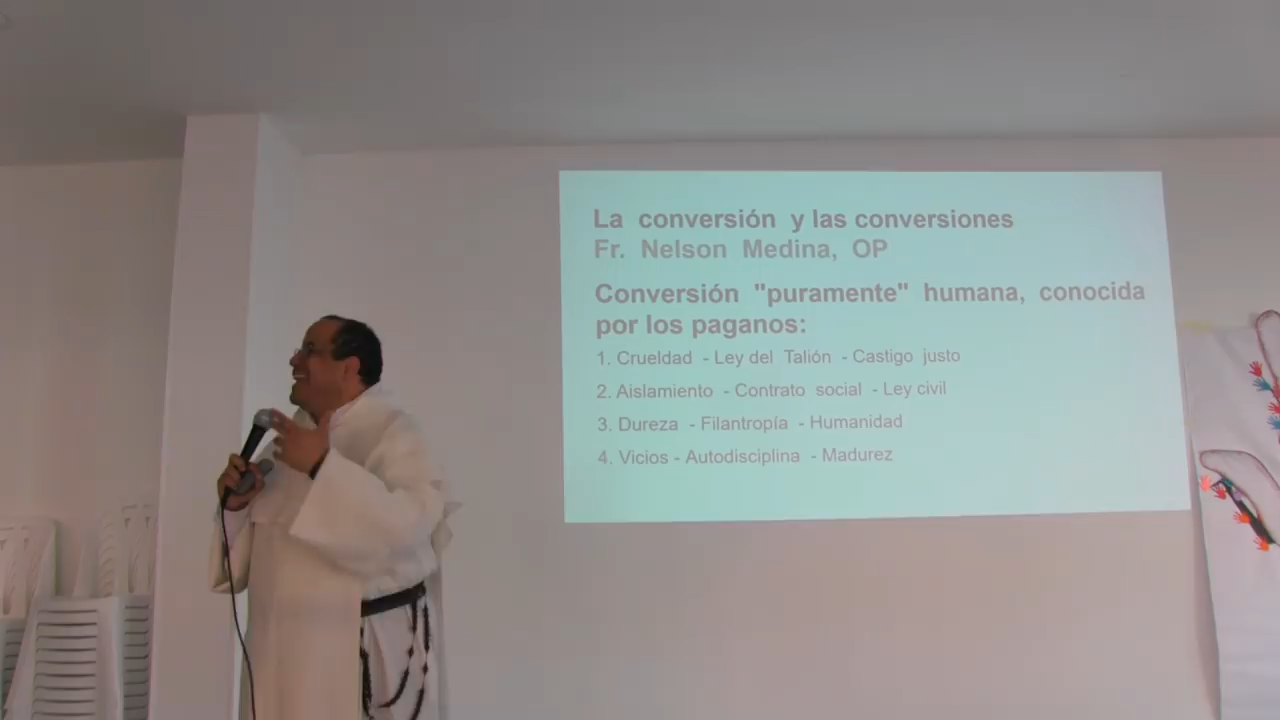 La conversión y las conversiones
Fr. Nelson Medina, OP
Conversión "puramente" humana, conocida
por los paganos:
1. Crueldad - Ley del Talión - Castigo justo
2. Aislamiento - Contrato social - Ley civil
3. Dureza - Filantropía - Humanidad
4. Vicios - Autodisciplina - Madurez